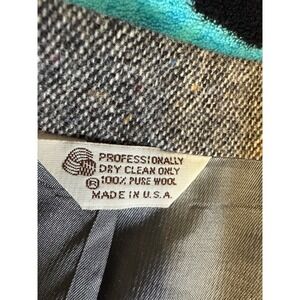 PROFESSIONALLY
DRY CLEAN ONLY
® 100% PURE WOOL
MADE IN U.S.A.